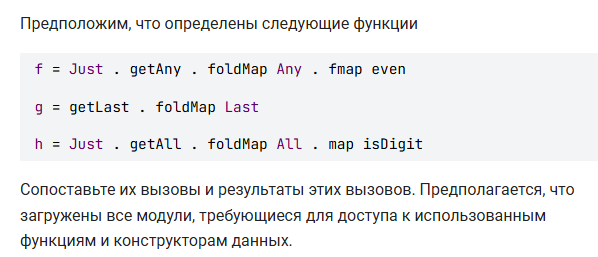 Предположим, что определены следующие функции
f = Just . getAny . foldMap Any . fmap even
g = getLast . foldMap Last
h = Just . getAll . foldMap All . map isDigit
Сопоставьте их вызовы и результаты этих вызовов. Предполагается, что
загружены все модули, требующиеся для доступа к использованным
функциям и конструкторам данных.